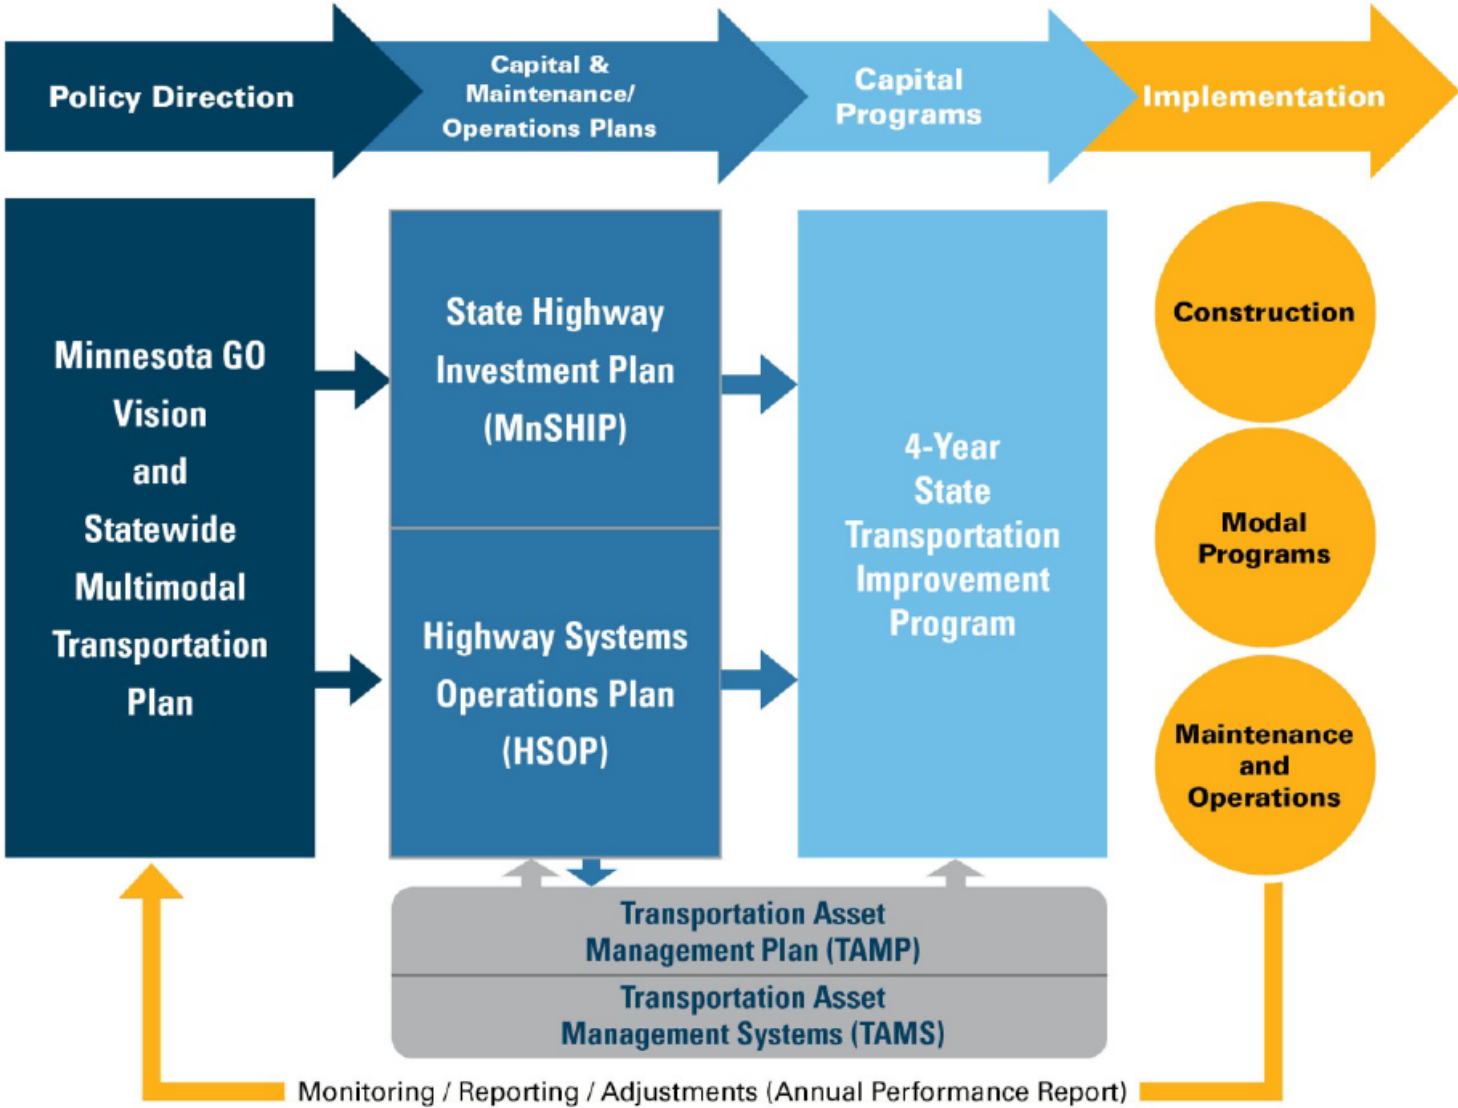 Policy Direction
Capital &
Maintenance/
Operations Plans
Capital
Programs
Implementation
Minnesota GO
Vision
and
Statewide
Multimodal
Transportation
Plan
State Highway
Investment Plan
(MnSHIP)
Highway Systems
Operations Plan
(HSOP)
4-Year
State
Transportation
Improvement
Program
Construction
Modal
Programs
Maintenance
and
Operations
Transportation Asset
Management Plan (TAMP)
Transportation Asset
Management Systems (TAMS)
Monitoring / Reporting / Adjustments (Annual Performance Report)